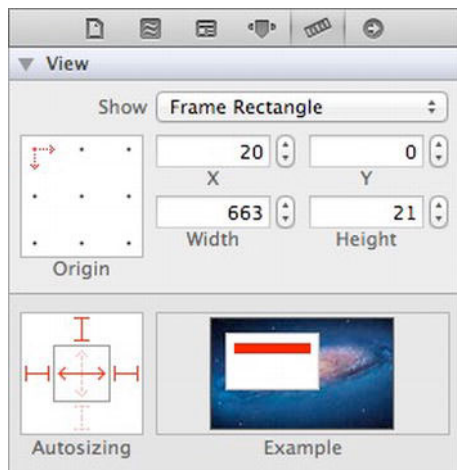 View
Show Frame Rectangle
20 0
X Y
663 21
Width Height
Origin
Autosizing Example